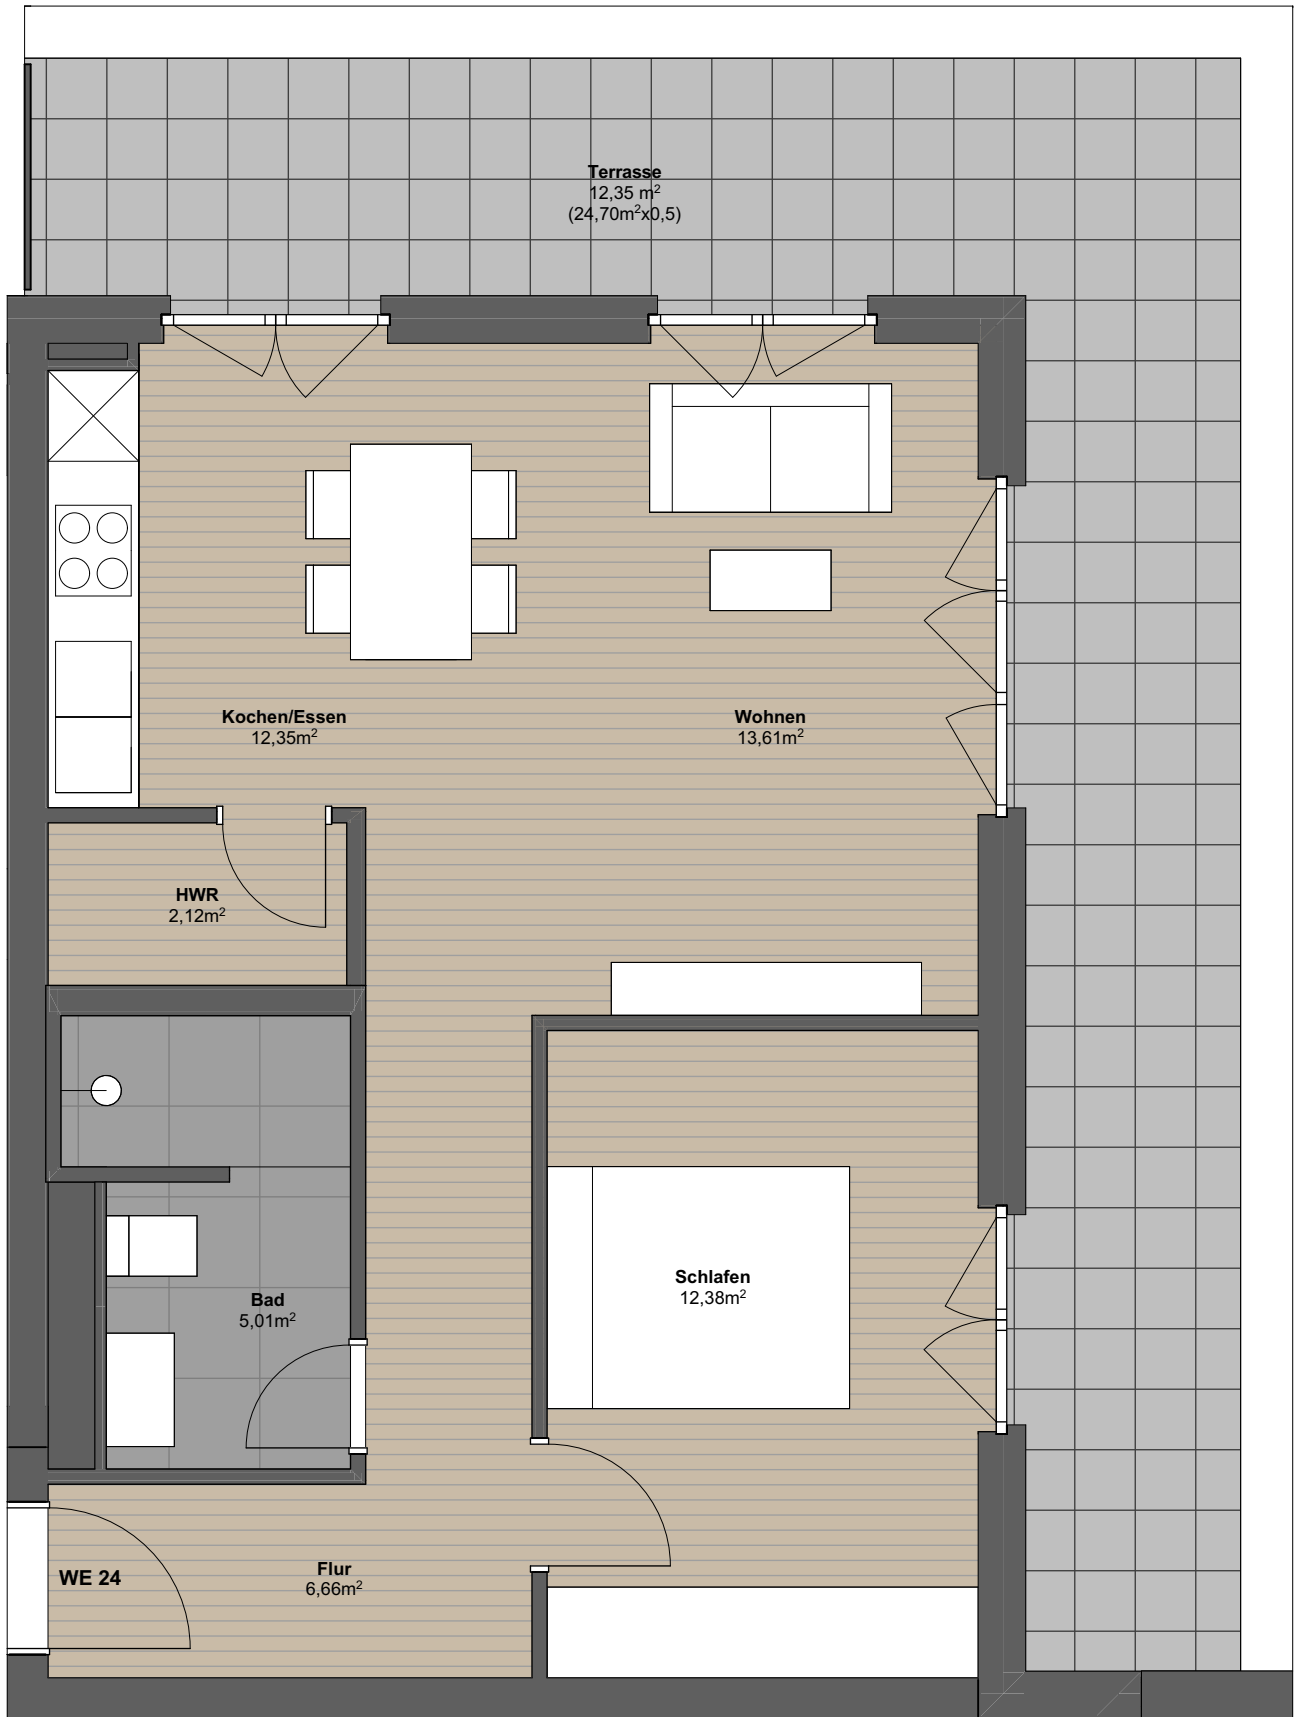 Terrasse
12,35 m²
(24,70m²x0,5)
Kochen/Essen
12,35m²
Wohnen
13,61m²
HWR
2,12m²
Schlafen
12,38m²
Bad
5,01m²
Flur
6,66m²
WE 24